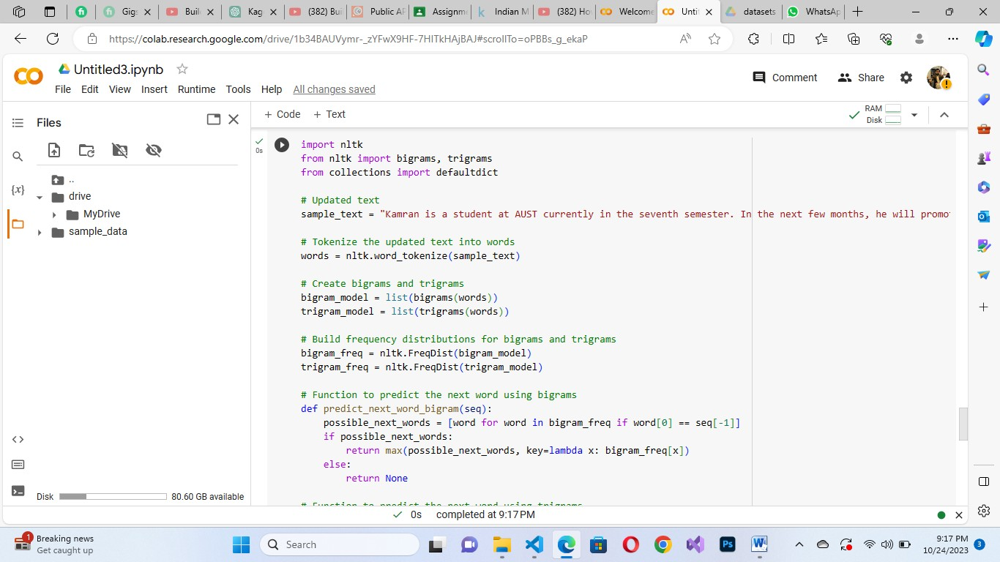 Gigs
Buil
Kag
(382) Bui
Public AP
Assignme
Indian M
(382) Ho
Welcome
Unti
datasets
WhatsAp
https://colab.research.google.com/drive/1b34BAUVymr-_zYFwX9HF-7HITkHAjBAJ#scrollTo=oPBBs_g_ekaP
Untitled3.ipynb
Comment
Share
File Edit View Insert Runtime Tools Help All changes saved
Files
+ Code + Text
RAM
Disk
{x}
..
drive
MyDrive
sample_data
0s
import nltk
from nltk import bigrams, trigrams
from collections import defaultdict
# Updated text
sample_text = "Kamran is a student at AUST currently in the seventh semester. In the next few months, he will promo
# Tokenize the updated text into words
words = nltk.word_tokenize(sample_text)
# Create bigrams and trigrams
bigram_model = list(bigrams(words))
trigram_model = list(trigrams(words))
# Build frequency distributions for bigrams and trigrams
bigram_freq = nltk.FreqDist(bigram_model)
trigram_freq = nltk.FreqDist(trigram_model)
# Function to predict the next word using bigrams
def predict_next_word_bigram(seq):
    possible_next_words = [word for word in bigram_freq if word[0] == seq[-1]]
    if possible_next_words:
        return max(possible_next_words, key=lambda x: bigram_freq[x])
    else:
        return None
# Function to predict the next word using trigrams
Disk 80.60 GB available
0s completed at 9:17 PM
1
Breaking news
Get caught up
Search
9:17 PM
10/24/2023
3